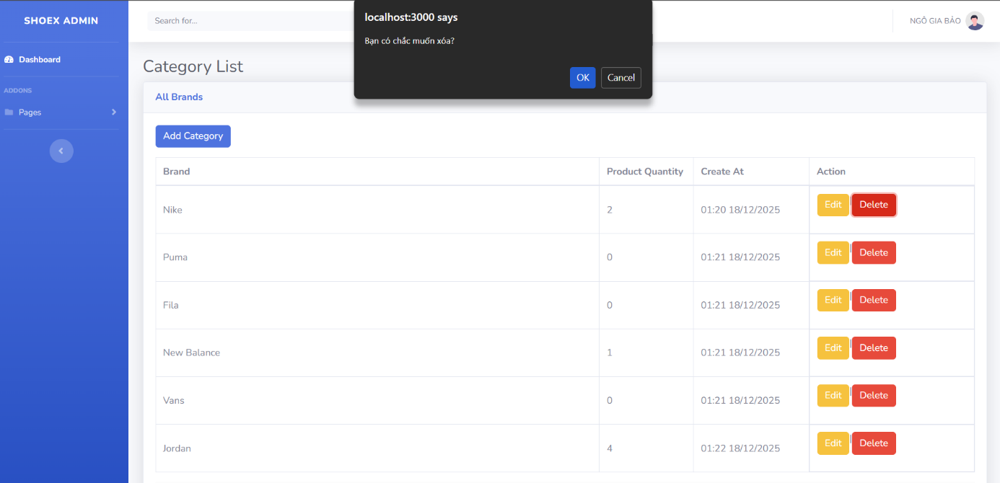 SHOEX ADMIN
Search for...
localhost:3000 says
Bạn có chắc muốn xóa?
OK Cancel
NGÔ GIA BẢO
Dashboard
ADDONS
Pages
Category List
All Brands
Add Category
Brand Product Quantity Create At Action
Nike 2 01:20 18/12/2025 Edit Delete
Puma 0 01:21 18/12/2025 Edit Delete
Fila 0 01:21 18/12/2025 Edit Delete
New Balance 1 01:21 18/12/2025 Edit Delete
Vans 0 01:21 18/12/2025 Edit Delete
Jordan 4 01:22 18/12/2025 Edit Delete